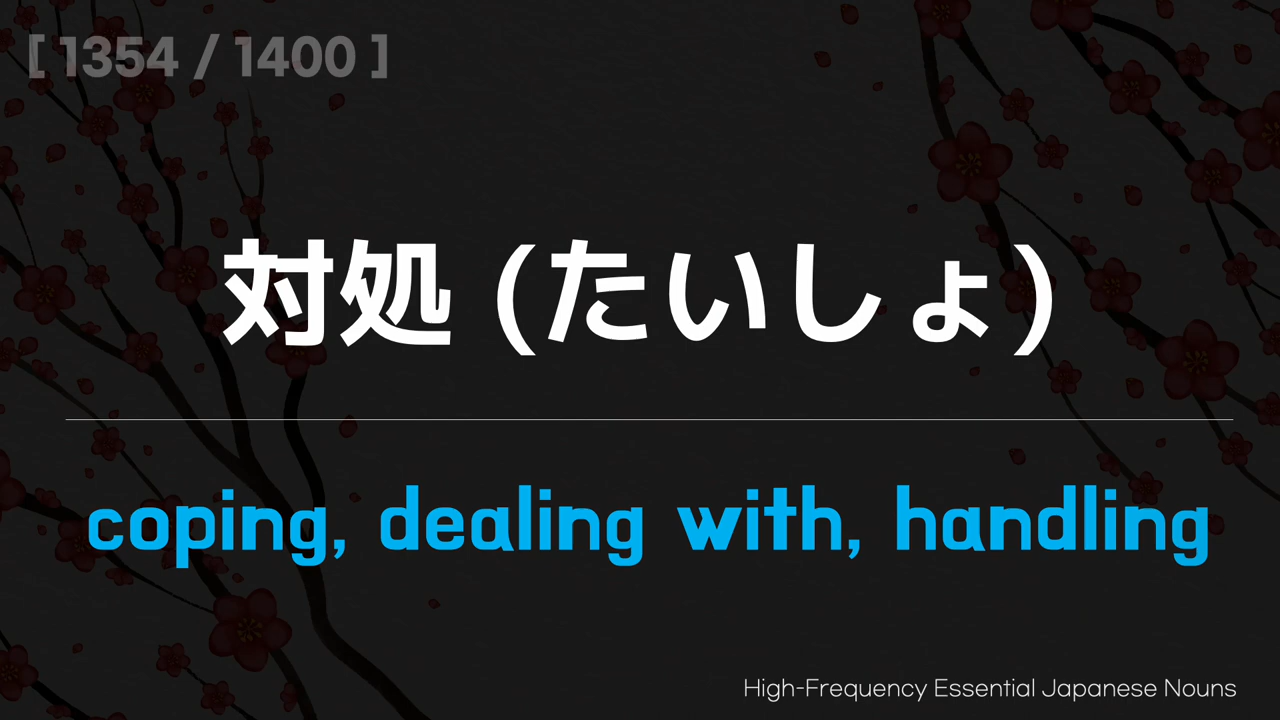 [ 1354 / 1400 ]
対処 (たいしょ)
coping, dealing with, handling
High-Frequency Essential Japanese Nouns